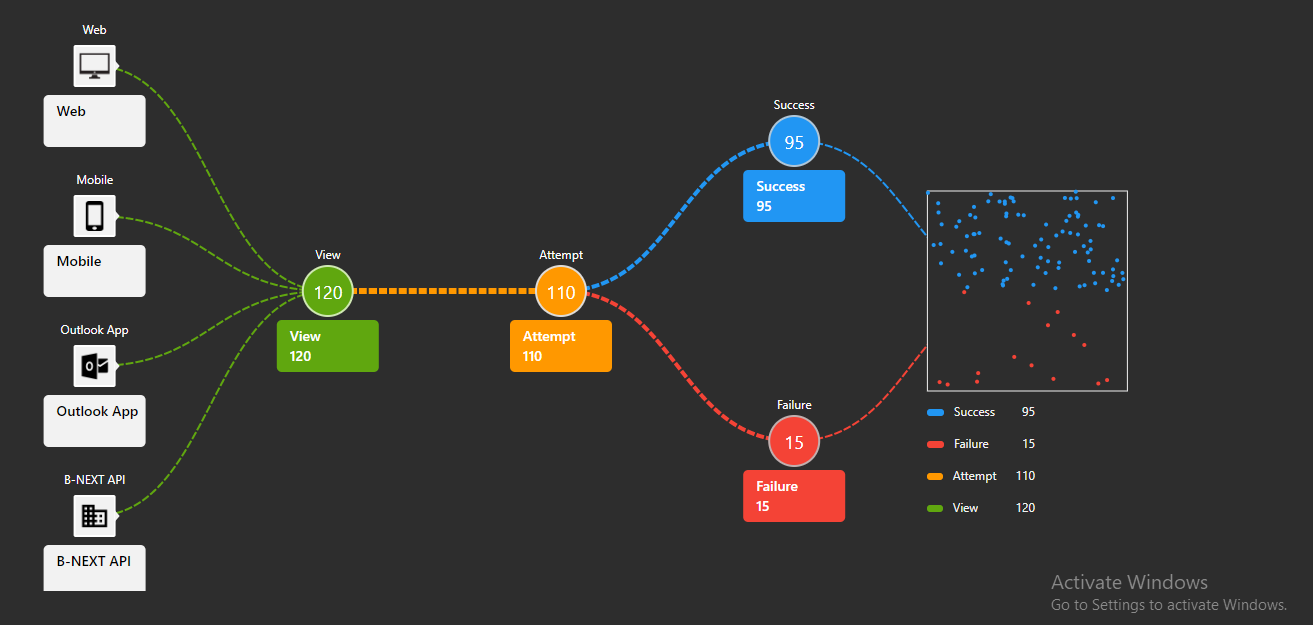 Web
Web
Mobile
Mobile
Outlook App
Outlook App
B-NEXT API
B-NEXT API
View
120
View
120
Attempt
110
Attempt
110
Success
95
Success
95
Failure
15
Failure
15
Success 95
Failure 15
Attempt 110
View 120
Activate Windows
Go to Settings to activate Windows.